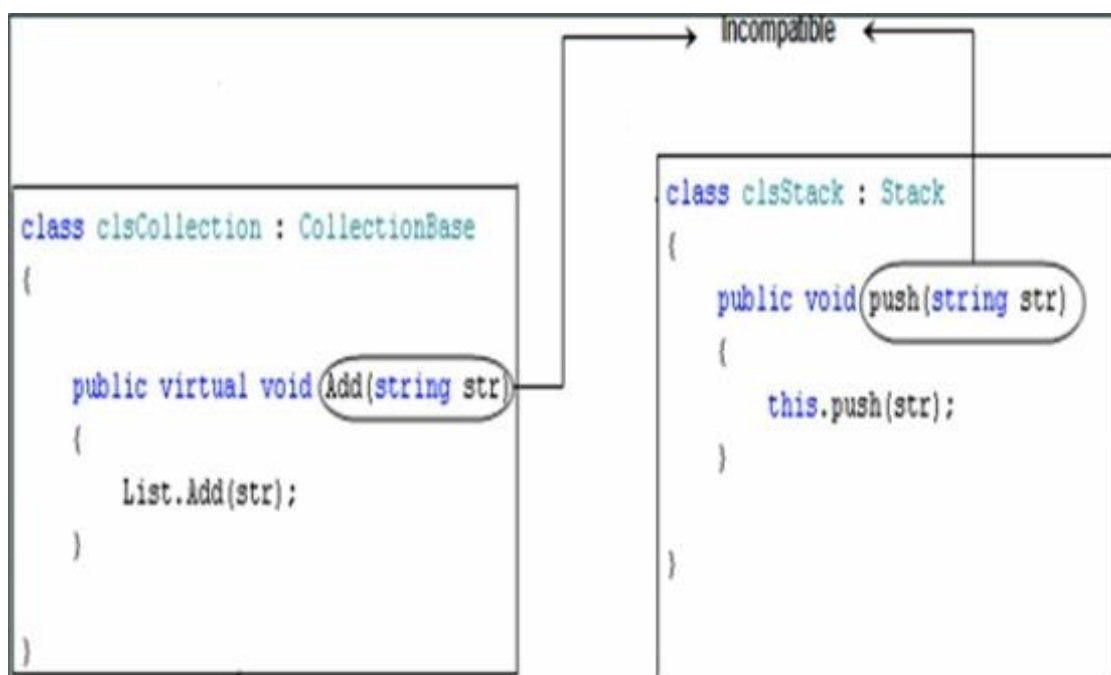 Incompatible
class clsCollection : CollectionBase
{
public virtual void Add(string str)
{
List.Add(str);
}
}
class clsStack : Stack
{
public void push(string str)
{
this.push(str);
}
}